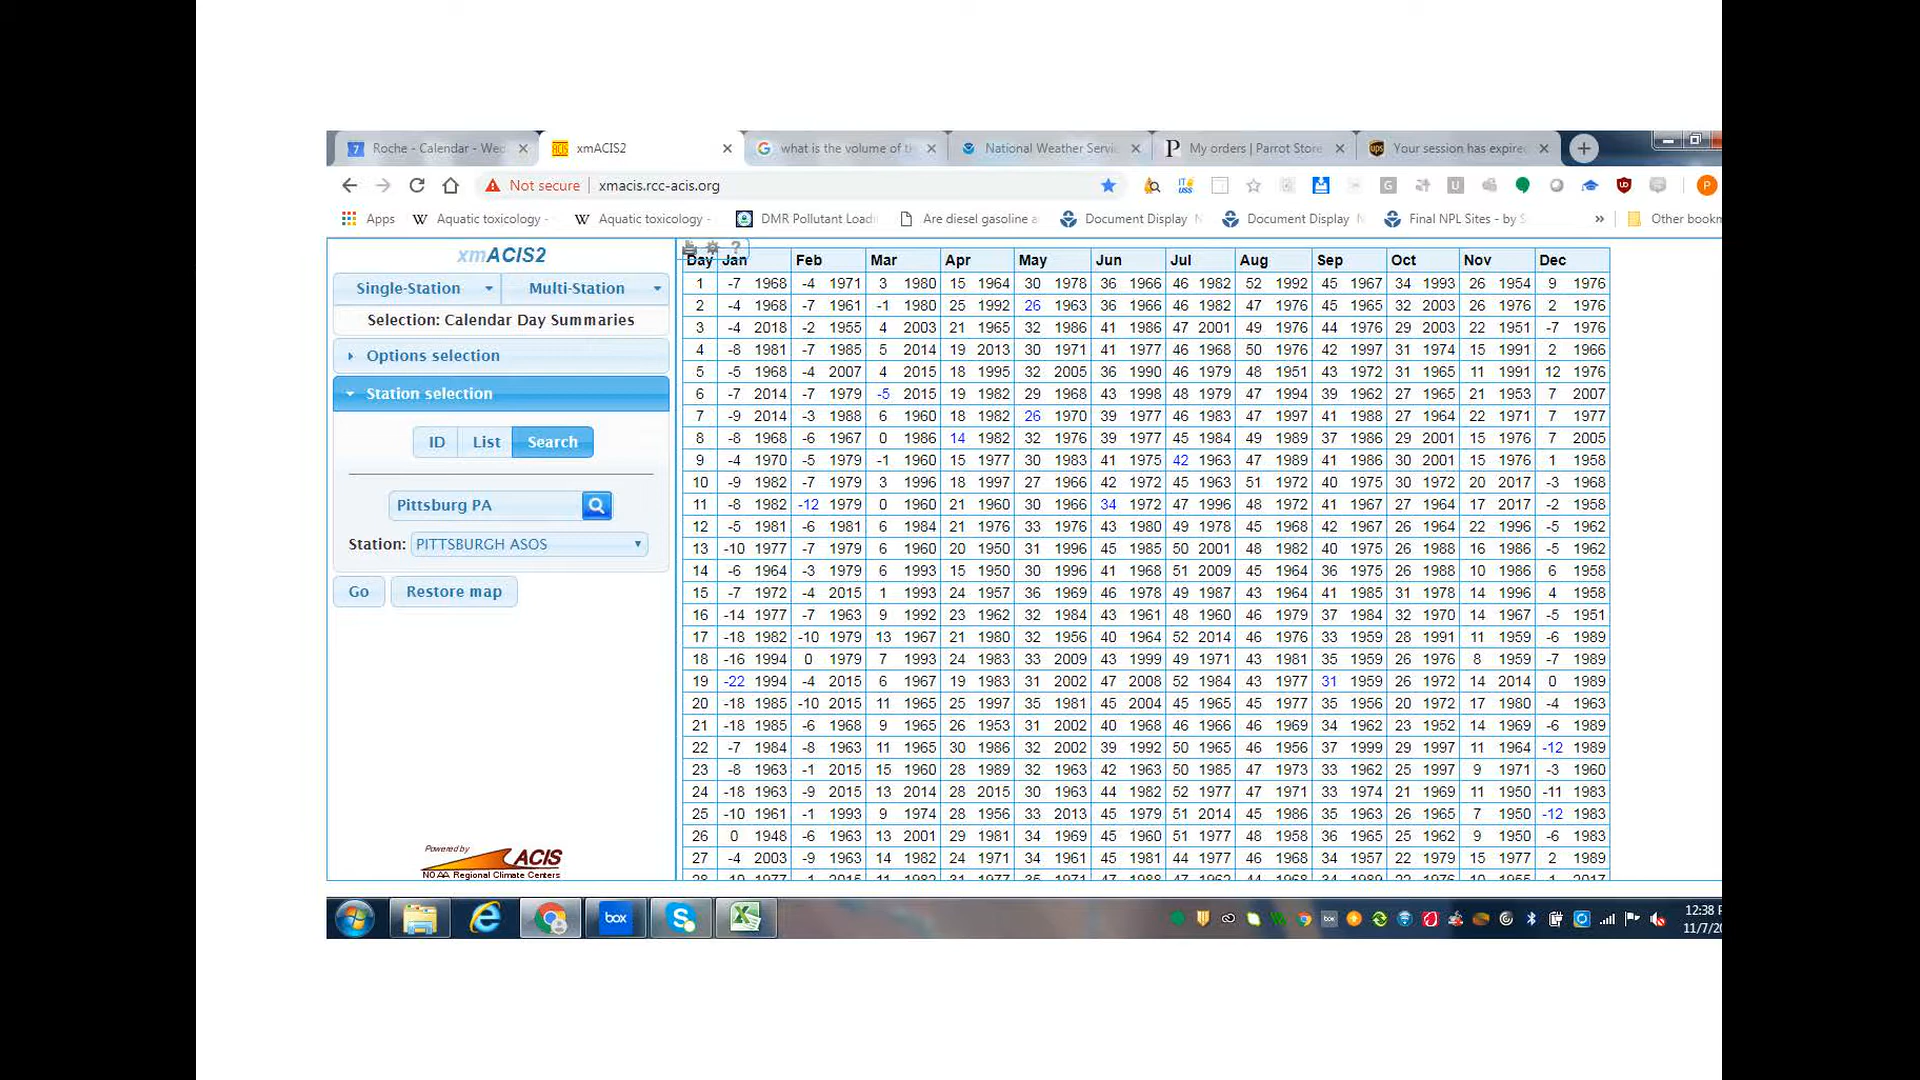 Roche - Calendar - Wed
xmACIS2
what is the volume of t
National Weather Servi
My orders | Parrot Store
Your session has expire
Not secure | xmacis.rcc-acis.org
Apps
Aquatic toxicology -
Aquatic toxicology -
DMR Pollutant Loadi
Are diesel gasoline a
Document Display
Document Display
Final NPL Sites - by S
»
Other bookm
xmACIS2
Single-Station
Multi-Station
Selection: Calendar Day Summaries
Options selection
Station selection
ID List Search
Pittsburg PA
Station: PITTSBURGH ASOS
Go Restore map
Powered by ACIS
NOAA Regional Climate Centers
Day Jan Feb Mar Apr May Jun Jul Aug Sep Oct Nov Dec
1 -7 1968 -4 1971 3 1980 15 1964 30 1978 36 1966 46 1982 52 1992 45 1967 34 1993 26 1954 9 1976
2 -4 1968 -7 1961 -1 1980 25 1992 26 1963 36 1966 46 1982 47 1976 45 1965 32 2003 26 1976 2 1976
3 -4 2018 -2 1955 4 2003 21 1965 32 1986 41 1986 47 2001 49 1976 44 1976 29 2003 22 1951 -7 1976
4 -8 1981 -7 1985 5 2014 19 2013 30 1971 41 1977 46 1968 50 1976 42 1997 31 1974 15 1991 2 1966
5 -5 1968 -4 2007 4 2015 18 1995 32 2005 36 1990 46 1979 48 1951 43 1972 31 1965 11 1991 12 1976
6 -7 2014 -7 1979 -5 2015 19 1982 29 1968 43 1998 48 1979 47 1994 39 1962 27 1965 21 1953 7 2007
7 -9 2014 -3 1988 6 1960 18 1982 26 1970 39 1977 46 1983 47 1997 41 1988 27 1964 22 1971 7 1977
8 -8 1968 -6 1967 0 1986 14 1982 32 1976 39 1977 45 1984 49 1989 37 1986 29 2001 15 1976 7 2005
9 -4 1970 -5 1979 -1 1960 15 1977 30 1983 41 1975 42 1963 47 1989 41 1986 30 2001 15 1976 1 1958
10 -9 1982 -7 1979 3 1996 18 1997 27 1966 42 1972 45 1963 51 1972 40 1975 30 1972 20 2017 -3 1968
11 -8 1982 -12 1979 0 1960 21 1960 30 1966 34 1972 47 1996 48 1972 41 1967 27 1964 17 2017 -2 1958
12 -5 1981 -6 1981 6 1984 21 1976 33 1976 43 1980 49 1978 45 1968 42 1967 26 1964 22 1996 -5 1962
13 -10 1977 -7 1979 6 1960 20 1950 31 1996 45 1985 50 2001 48 1982 40 1975 26 1988 16 1986 -5 1962
14 -6 1964 -3 1979 6 1993 15 1950 30 1996 41 1968 51 2009 45 1964 36 1975 26 1988 10 1986 6 1958
15 -7 1972 -4 2015 1 1993 24 1957 36 1969 46 1978 49 1987 43 1964 41 1985 31 1978 14 1996 4 1958
16 -14 1977 -7 1963 9 1992 23 1962 32 1984 43 1961 48 1960 46 1979 37 1984 32 1970 14 1967 -5 1951
17 -18 1982 -10 1979 13 1967 21 1980 32 1956 40 1964 52 2014 46 1976 33 1959 28 1991 11 1959 -6 1989
18 -16 1994 0 1979 7 1993 24 1983 33 2009 43 1999 49 1971 43 1981 35 1959 26 1976 8 1959 -7 1989
19 -22 1994 -4 2015 6 1967 19 1983 31 2002 47 2008 52 1984 43 1977 31 1959 26 1972 14 2014 0 1989
20 -18 1985 -10 2015 11 1965 25 1997 35 1981 45 2004 45 1965 45 1977 35 1956 20 1972 17 1980 -4 1963
21 -18 1985 -6 1968 9 1965 26 1953 31 2002 40 1968 46 1966 46 1969 34 1962 23 1952 14 1969 -6 1989
22 -7 1984 -8 1963 11 1965 30 1986 32 2002 39 1992 50 1965 46 1956 37 1999 29 1997 11 1964 -12 1989
23 -8 1963 -1 2015 15 1960 28 1989 32 1963 42 1963 50 1985 47 1973 33 1962 25 1997 9 1971 -3 1960
24 -18 1963 -9 2015 13 2014 28 2015 30 1963 44 1982 52 1977 47 1971 33 1974 21 1969 11 1950 -11 1983
25 -10 1961 -1 1993 9 1974 28 1956 33 2013 45 1979 51 2014 45 1986 35 1963 26 1965 7 1950 -12 1983
26 0 1948 -6 1963 13 2001 29 1981 34 1969 45 1960 51 1977 48 1958 36 1965 25 1962 9 1950 -6 1983
27 -4 2003 -9 1963 14 1982 24 1971 34 1961 45 1981 44 1977 46 1968 34 1957 22 1979 15 1977 2 1989
box
12:38
11/7/20